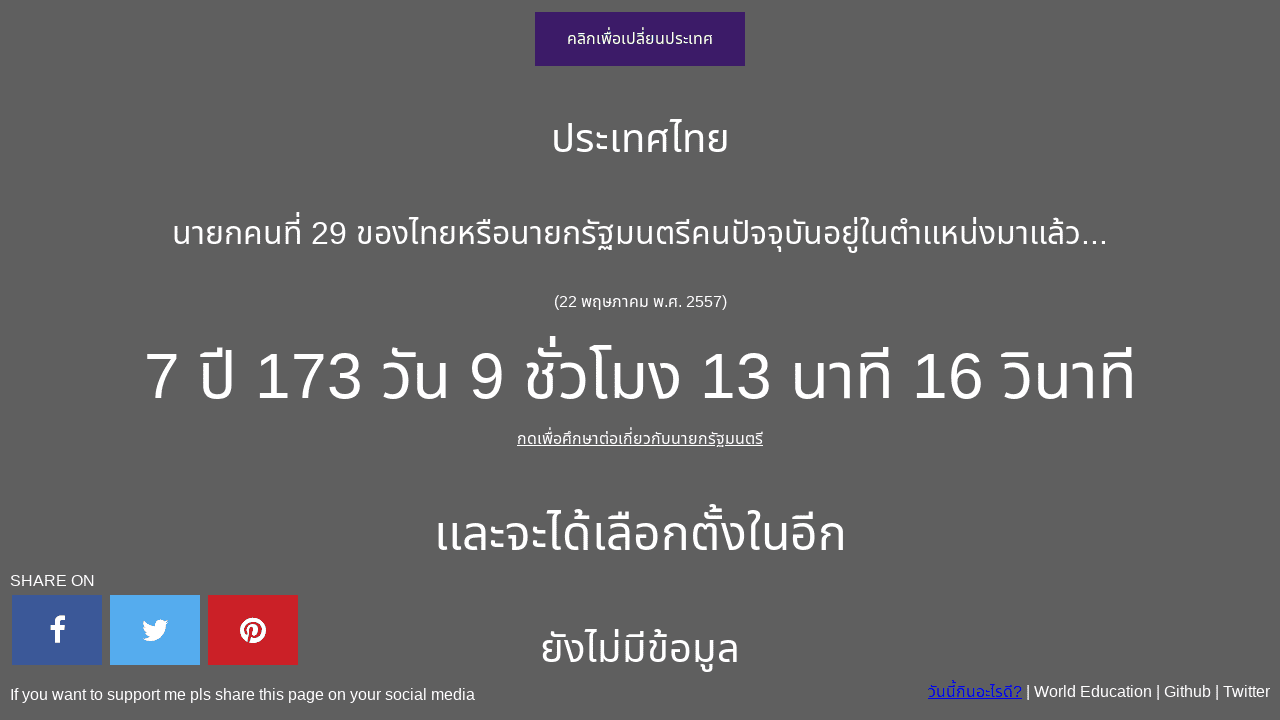 คลิกเพื่อเปลี่ยนประเทศ
ประเทศไทย
นายกคนที่ 29 ของไทยหรือนายกรัฐมนตรีคนปัจจุบันอยู่ในตำแหน่งมาแล้ว...
(22 พฤษภาคม พ.ศ. 2557)
7 ปี 173 วัน 9 ชั่วโมง 13 นาที 16 วินาที
กดเพื่อศึกษาต่อเกี่ยวกับนายกรัฐมนตรี
และจะได้เลือกตั้งในอีก
ยังไม่มีข้อมูล
SHARE ON
If you want to support me pls share this page on your social media
วันนี้กินอะไรดี? | World Education | Github | Twitter